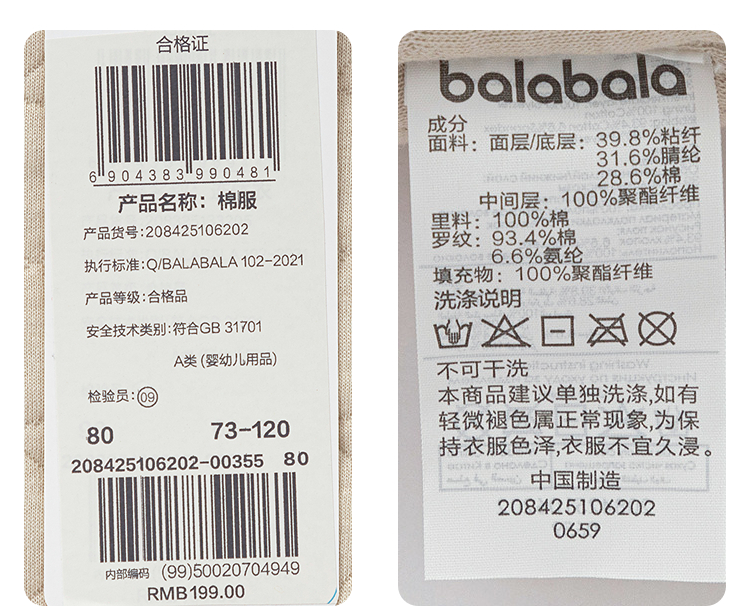 合格证
6 904383 990481
产品名称: 棉服
产品货号:208425106202
执行标准:Q/BALABALA 102-2021
产品等级:合格品
安全技术类别:符合GB 31701
A类 (婴幼儿用品)
检验员:09
80 73-120
208425106202-00355 80
内部编码 (99)50020704949
RMB199.00
balabala
成分
面料: 面层/底层: 39.8%粘纤
31.6%腈纶
28.6%棉
中间层: 100%聚酯纤维
里料: 100%棉
罗纹: 93.4%棉
6.6%氨纶
填充物: 100%聚酯纤维
洗涤说明
不可干洗
本商品建议单独洗涤,如有
轻微褪色属正常现象,为保
持衣服色泽,衣服不宜久浸。
中国制造
208425106202
0659